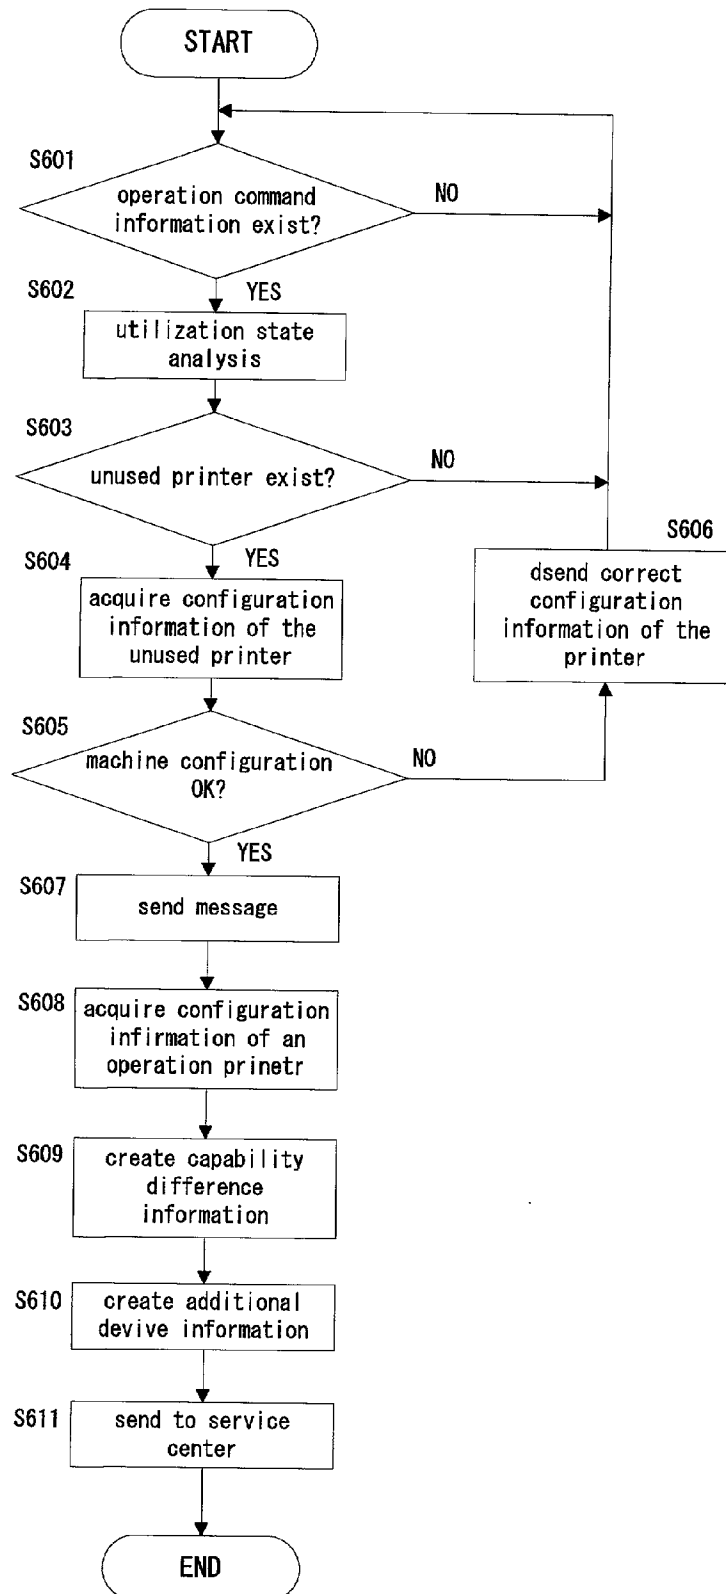 START
S601
operation command
information exist?
NO
S602
YES
utilization state
analysis
S603
unused printer exist?
NO
S604
YES
acquire configuration
information of the
unused printer
S606
dsend correct
configuration
information of the
printer
S605
machine configuration
OK?
NO
YES
S607
send message
S608
acquire configuration
infirmation of an
operation prinetr
S609
create capability
difference
information
S610
create additional
devive information
S611
send to service
center
END